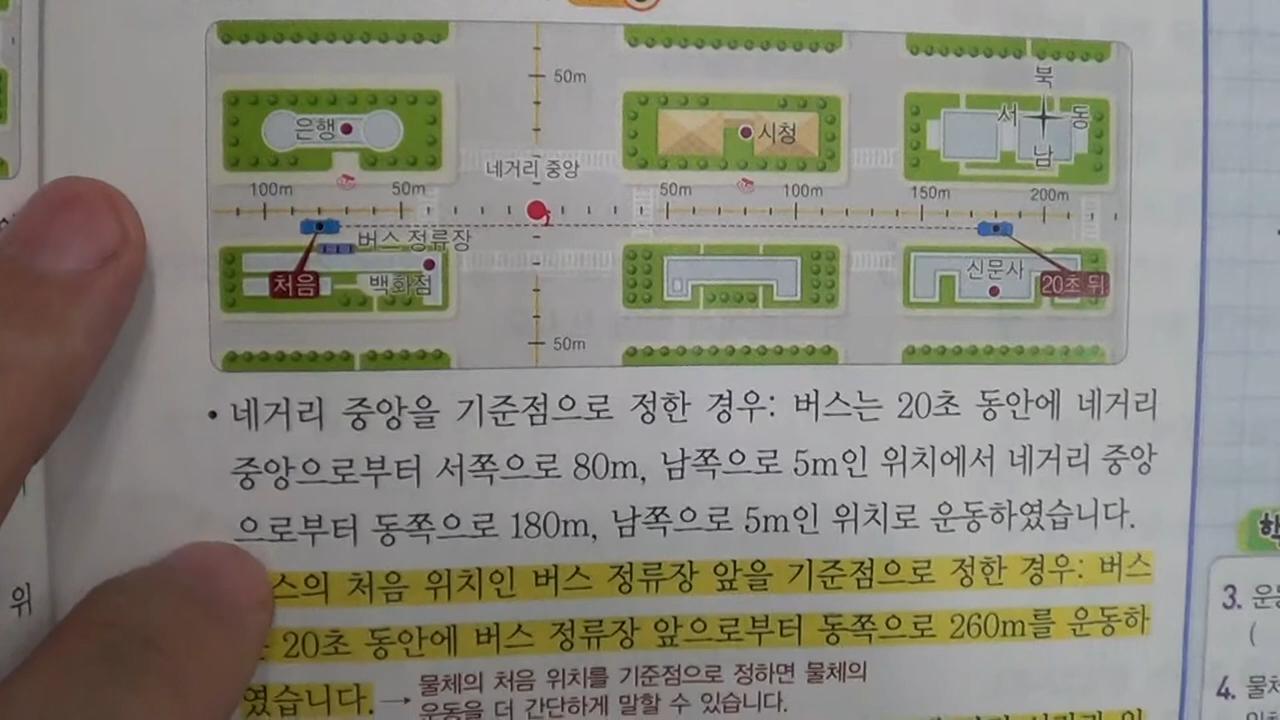 북
50m
서 동
은행
시청
남
네거리 중앙
100m 50m 50m 100m 150m 200m
버스 정류장
처음
백화점
신문사
20초 뒤
50m
• 네거리 중앙을 기준점으로 정한 경우: 버스는 20초 동안에 네거리
중앙으로부터 서쪽으로 80m, 남쪽으로 5m인 위치에서 네거리 중앙
으로부터 동쪽으로 180m, 남쪽으로 5m인 위치로 운동하였습니다.
스의 처음 위치인 버스 정류장 앞을 기준점으로 정한 경우: 버스
20초 동안에 버스 정류장 앞으로부터 동쪽으로 260m를 운동하
였습니다. → 물체의 처음 위치를 기준점으로 정하면 물체의
운동을 더 간단하게 말할 수 있습니다.
위
3.
(
4. 물체